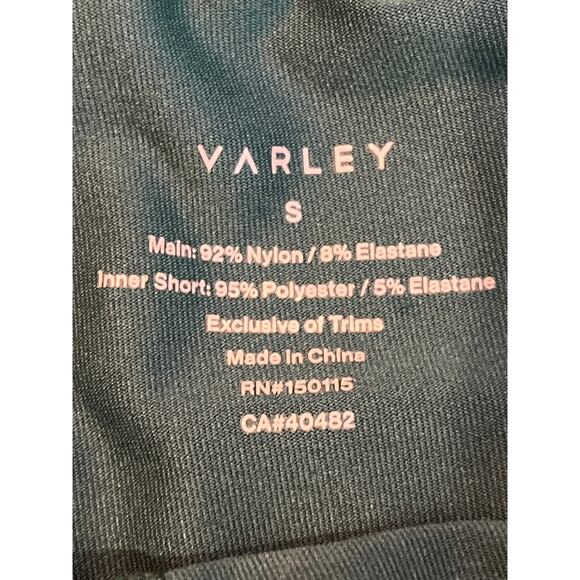 VARLEY
S
Main: 92% Nylon / 8% Elastane
Inner Short: 95% Polyester / 5% Elastane
Exclusive of Trims
Made in China
RN#150115
CA#40482